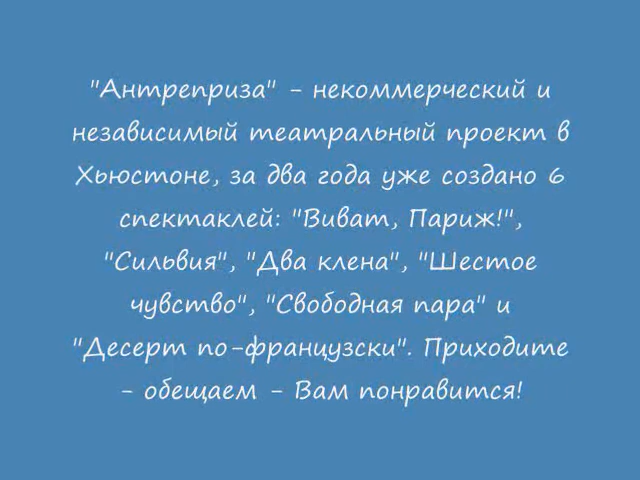 "Антреприза" - некоммерческий и
независимый театральный проект в
Хьюстоне, за два года уже создано 6
спектаклей: "Виват, Париж!",
"Сильвия", "Два клена", "Шестое
чувство", "Свободная пара" и
"Десерт по-французски". Приходите
- обещаем - Вам понравится!